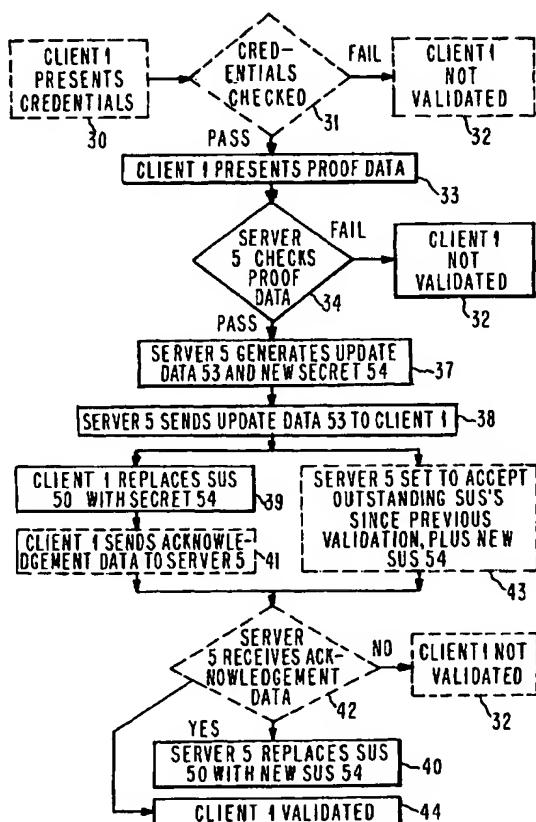 CLIENT 1
PRESENTS
CREDENTIALS
30
CRED-
ENTIALS
CHECKED
31
FAIL
CLIENT 1
NOT
VALIDATED
32
PASS
CLIENT 1 PRESENTS PROOF DATA
33
SERVER
5 CHECKS
PROOF
DATA
34
FAIL
CLIENT 1
NOT
VALIDATED
32
PASS
SERVER 5 GENERATES UPDATE
DATA 53 AND NEW SECRET 54
37
SERVER 5 SENDS UPDATE DATA 53 TO CLIENT 1
38
CLIENT 1 REPLACES SUS
50 WITH SECRET 54
39
CLIENT 1 SENDS ACKNOWLE-
DGEMENT DATA TO SERVER 5
41
SERVER 5 SET TO ACCEPT
OUTSTANDING SUS'S
SINCE PREVIOUS
VALIDATION, PLUS NEW
SUS 54
43
SERVER
5 RECEIVES ACK-
NOWLEDGEMENT
DATA
42
NO
CLIENT 1 NOT
VALIDATED
32
YES
SERVER 5 REPLACES SUS
50 WITH NEW SUS 54
40
CLIENT 1 VALIDATED
44